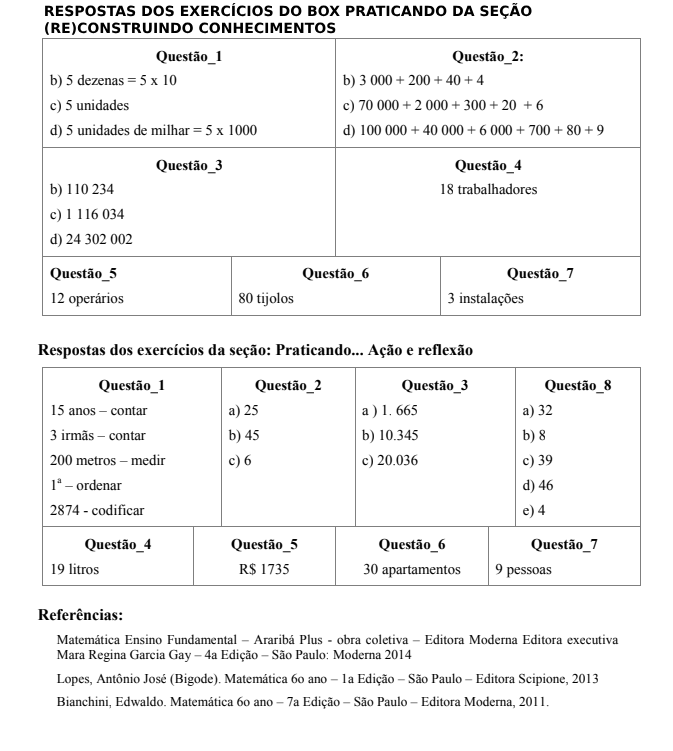 RESPOSTAS DOS EXERCÍCIOS DO BOX PRATICANDO DA SEÇÃO
(RE)CONSTRUINDO CONHECIMENTOS
Questão_1
b) 5 dezenas = 5 x 10
c) 5 unidades
d) 5 unidades de milhar = 5 x 1000
Questão_2:
b) 3 000 + 200 + 40 + 4
c) 70 000 + 2 000 + 300 + 20 + 6
d) 100 000 + 40 000 + 6 000 + 700 + 80 + 9
Questão_3
b) 110 234
c) 1 116 034
d) 24 302 002
Questão_4
18 trabalhadores
Questão_5
12 operários
Questão_6
80 tijolos
Questão_7
3 instalações
Respostas dos exercícios da seção: Praticando... Ação e reflexão
Questão_1
15 anos – contar
3 irmãs – contar
200 metros – medir
1ª – ordenar
2874 - codificar
Questão_2
a) 25
b) 45
c) 6
Questão_3
a ) 1. 665
b) 10.345
c) 20.036
Questão_8
a) 32
b) 8
c) 39
d) 46
e) 4
Questão_4
19 litros
Questão_5
R$ 1735
Questão_6
30 apartamentos
Questão_7
9 pessoas
Referências:
Matemática Ensino Fundamental – Araribá Plus - obra coletiva – Editora Moderna Editora executiva
Mara Regina Garcia Gay – 4a Edição – São Paulo: Moderna 2014
Lopes, Antônio José (Bigode). Matemática 6o ano – 1a Edição – São Paulo – Editora Scipione, 2013
Bianchini, Edwaldo. Matemática 6o ano – 7a Edição – São Paulo – Editora Moderna, 2011.